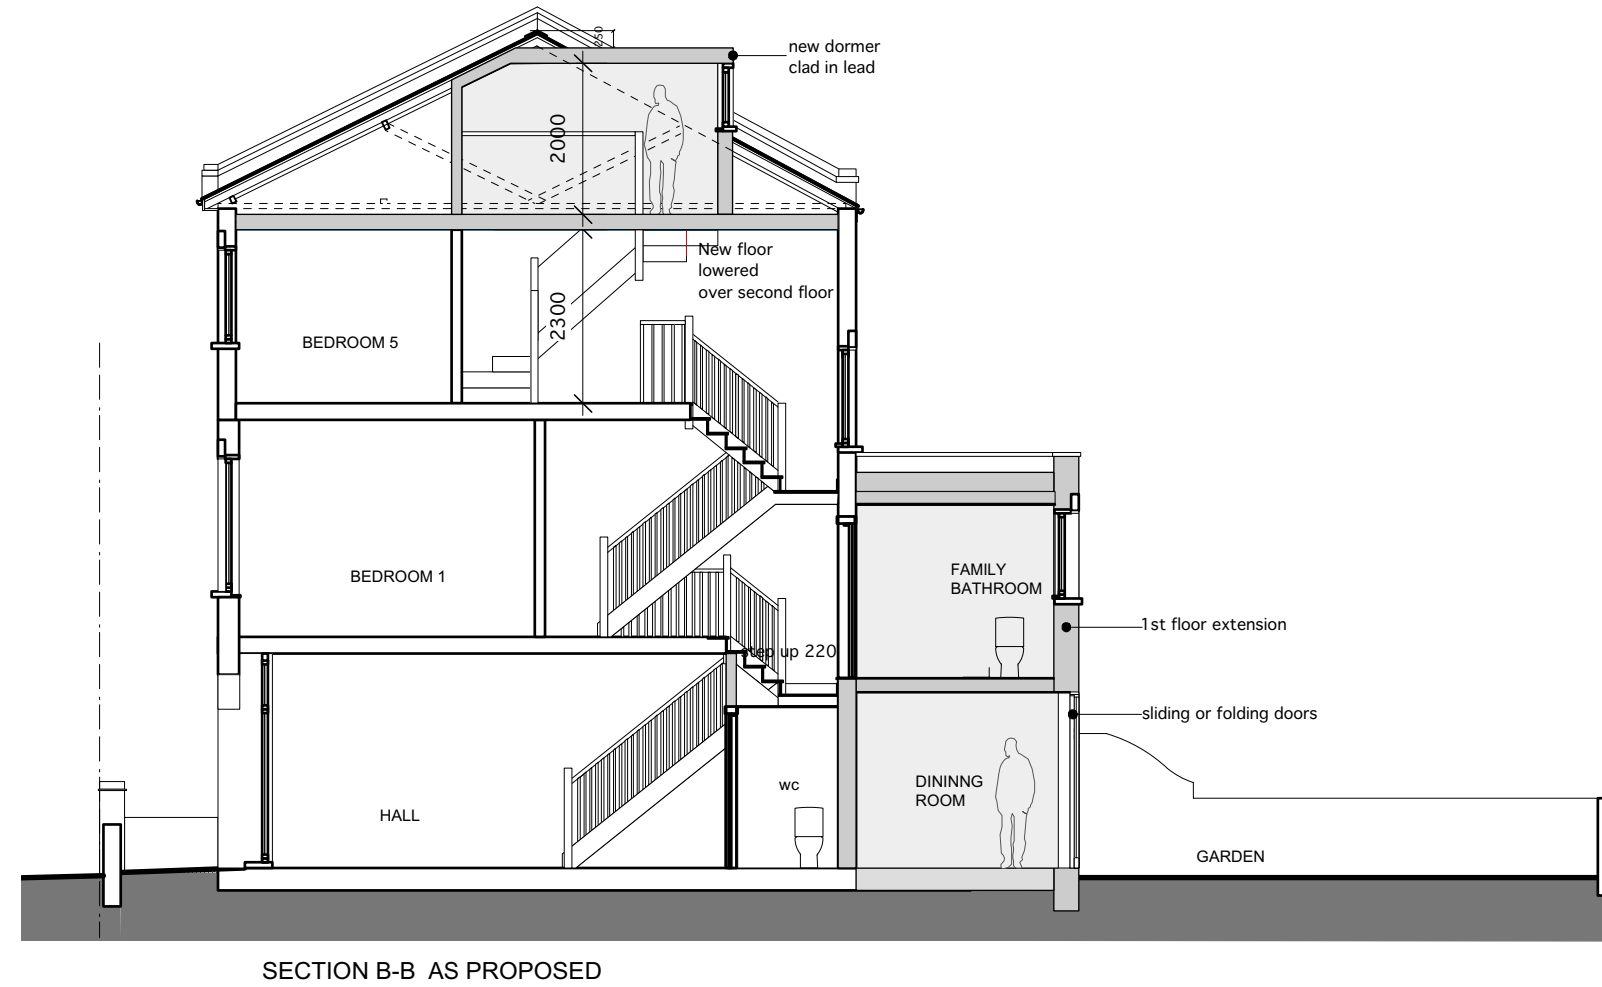 250
new dormer
clad in lead
2000
New floor
lowered
over second floor
2300
BEDROOM 5
FAMILY
BATHROOM
BEDROOM 1
1st floor extension
step up 220
sliding or folding doors
DININNG
ROOM
wc
HALL
GARDEN
SECTION B-B AS PROPOSED